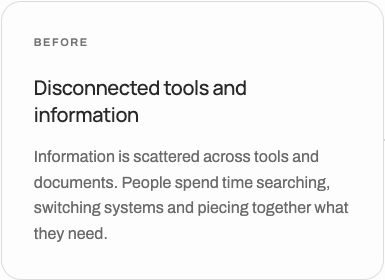 BEFORE
Disconnected tools and
information
Information is scattered across tools and
documents. People spend time searching,
switching systems and piecing together what
they need.